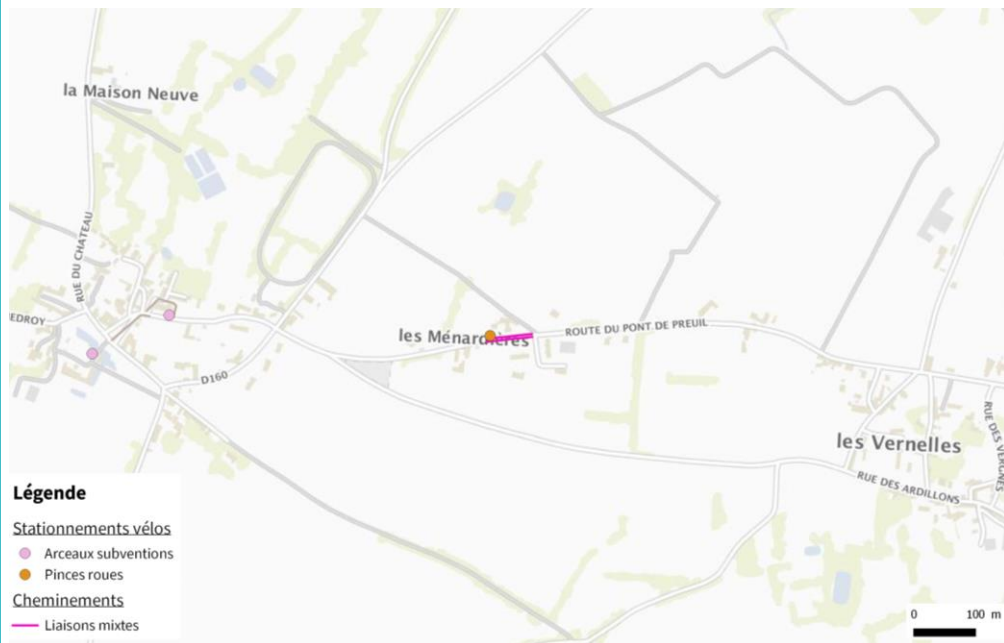 la Maison Neuve
RUE DU CHATEAU
EDROY
D160
les Ménardières
ROUTE DU PONT DE PREUIL
les Vernelles
RUE DES ARDILLONS
RUE DES VERGNES
Légende
Stationnements vélos
Arceaux subventions
Pinces roues
Cheminements
Liaisons mixtes
0 100 m